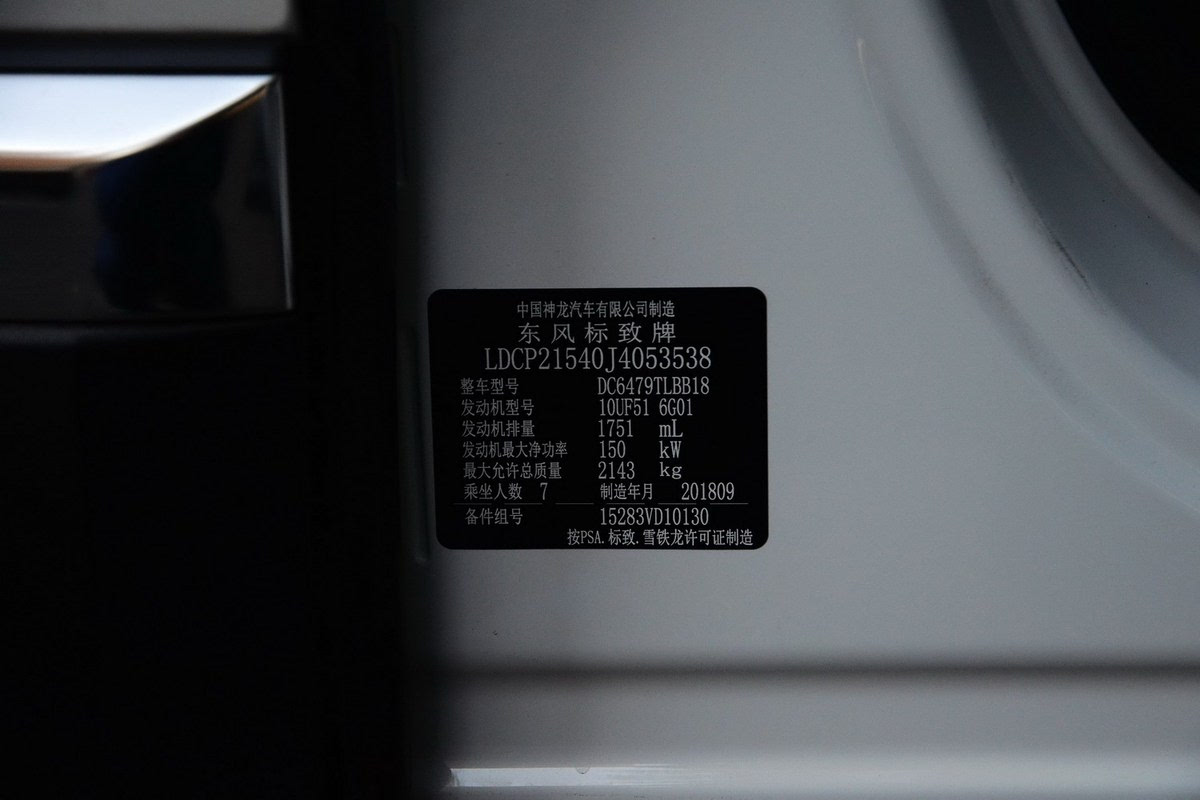 中国神龙汽车有限公司制造
东风标致牌
LDCP21540J4053538
整车型号 DC6479TLBB18
发动机型号 10UF51 6G01
发动机排量 1751 mL
发动机最大净功率 150 kW
最大允许总质量 2143 kg
乘坐人数 7 制造年月 201809
备件组号 15283VD10130
按PSA.标致.雪铁龙许可证制造